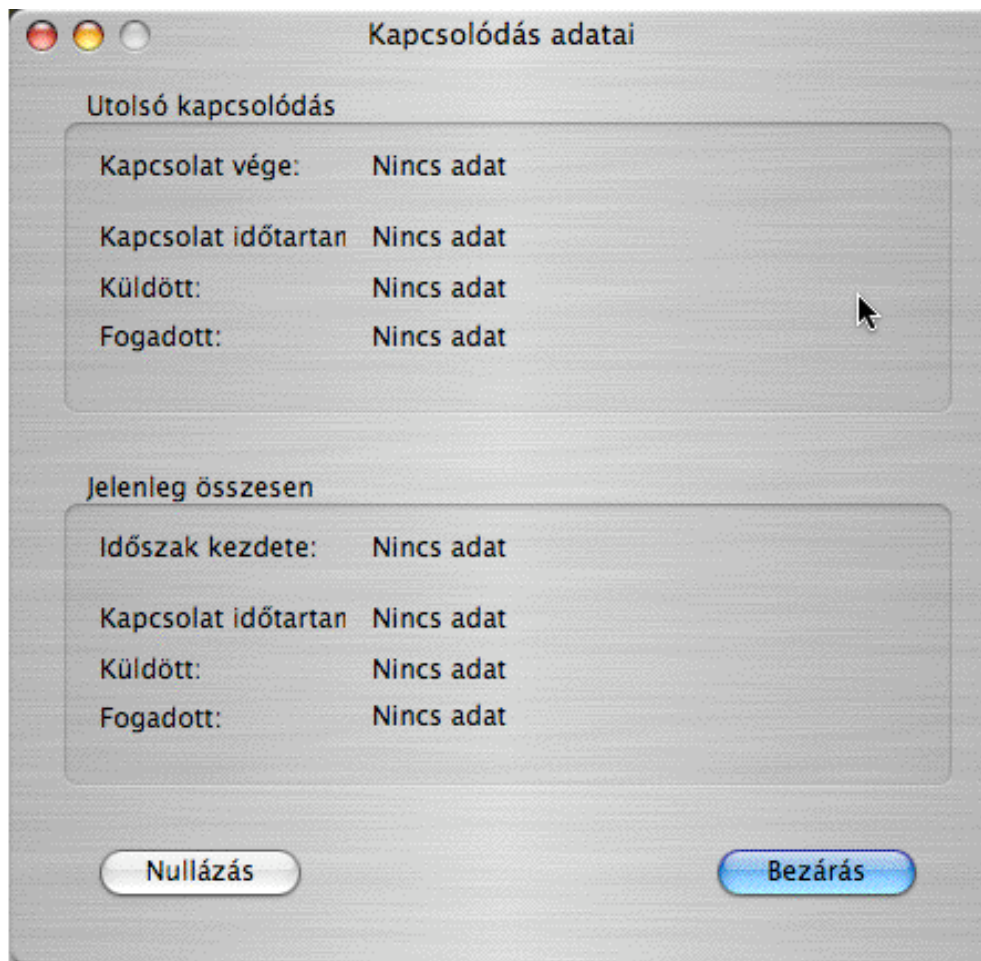 Kapcsolódás adatai
Utolsó kapcsolódás
Kapcsolat vége: Nincs adat
Kapcsolat időtartan Nincs adat
Küldött: Nincs adat
Fogadott: Nincs adat
Jelenleg összesen
Időszak kezdete: Nincs adat
Kapcsolat időtartan Nincs adat
Küldött: Nincs adat
Fogadott: Nincs adat
Nullázás Bezárás